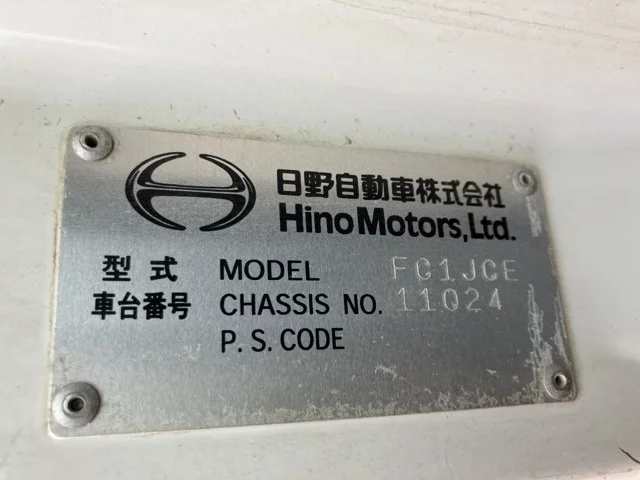 日野自動車株式会社
Hino Motors, Ltd.
型式 MODEL FC1JCE
車台番号 CHASSIS NO. 11024
P.S.CODE